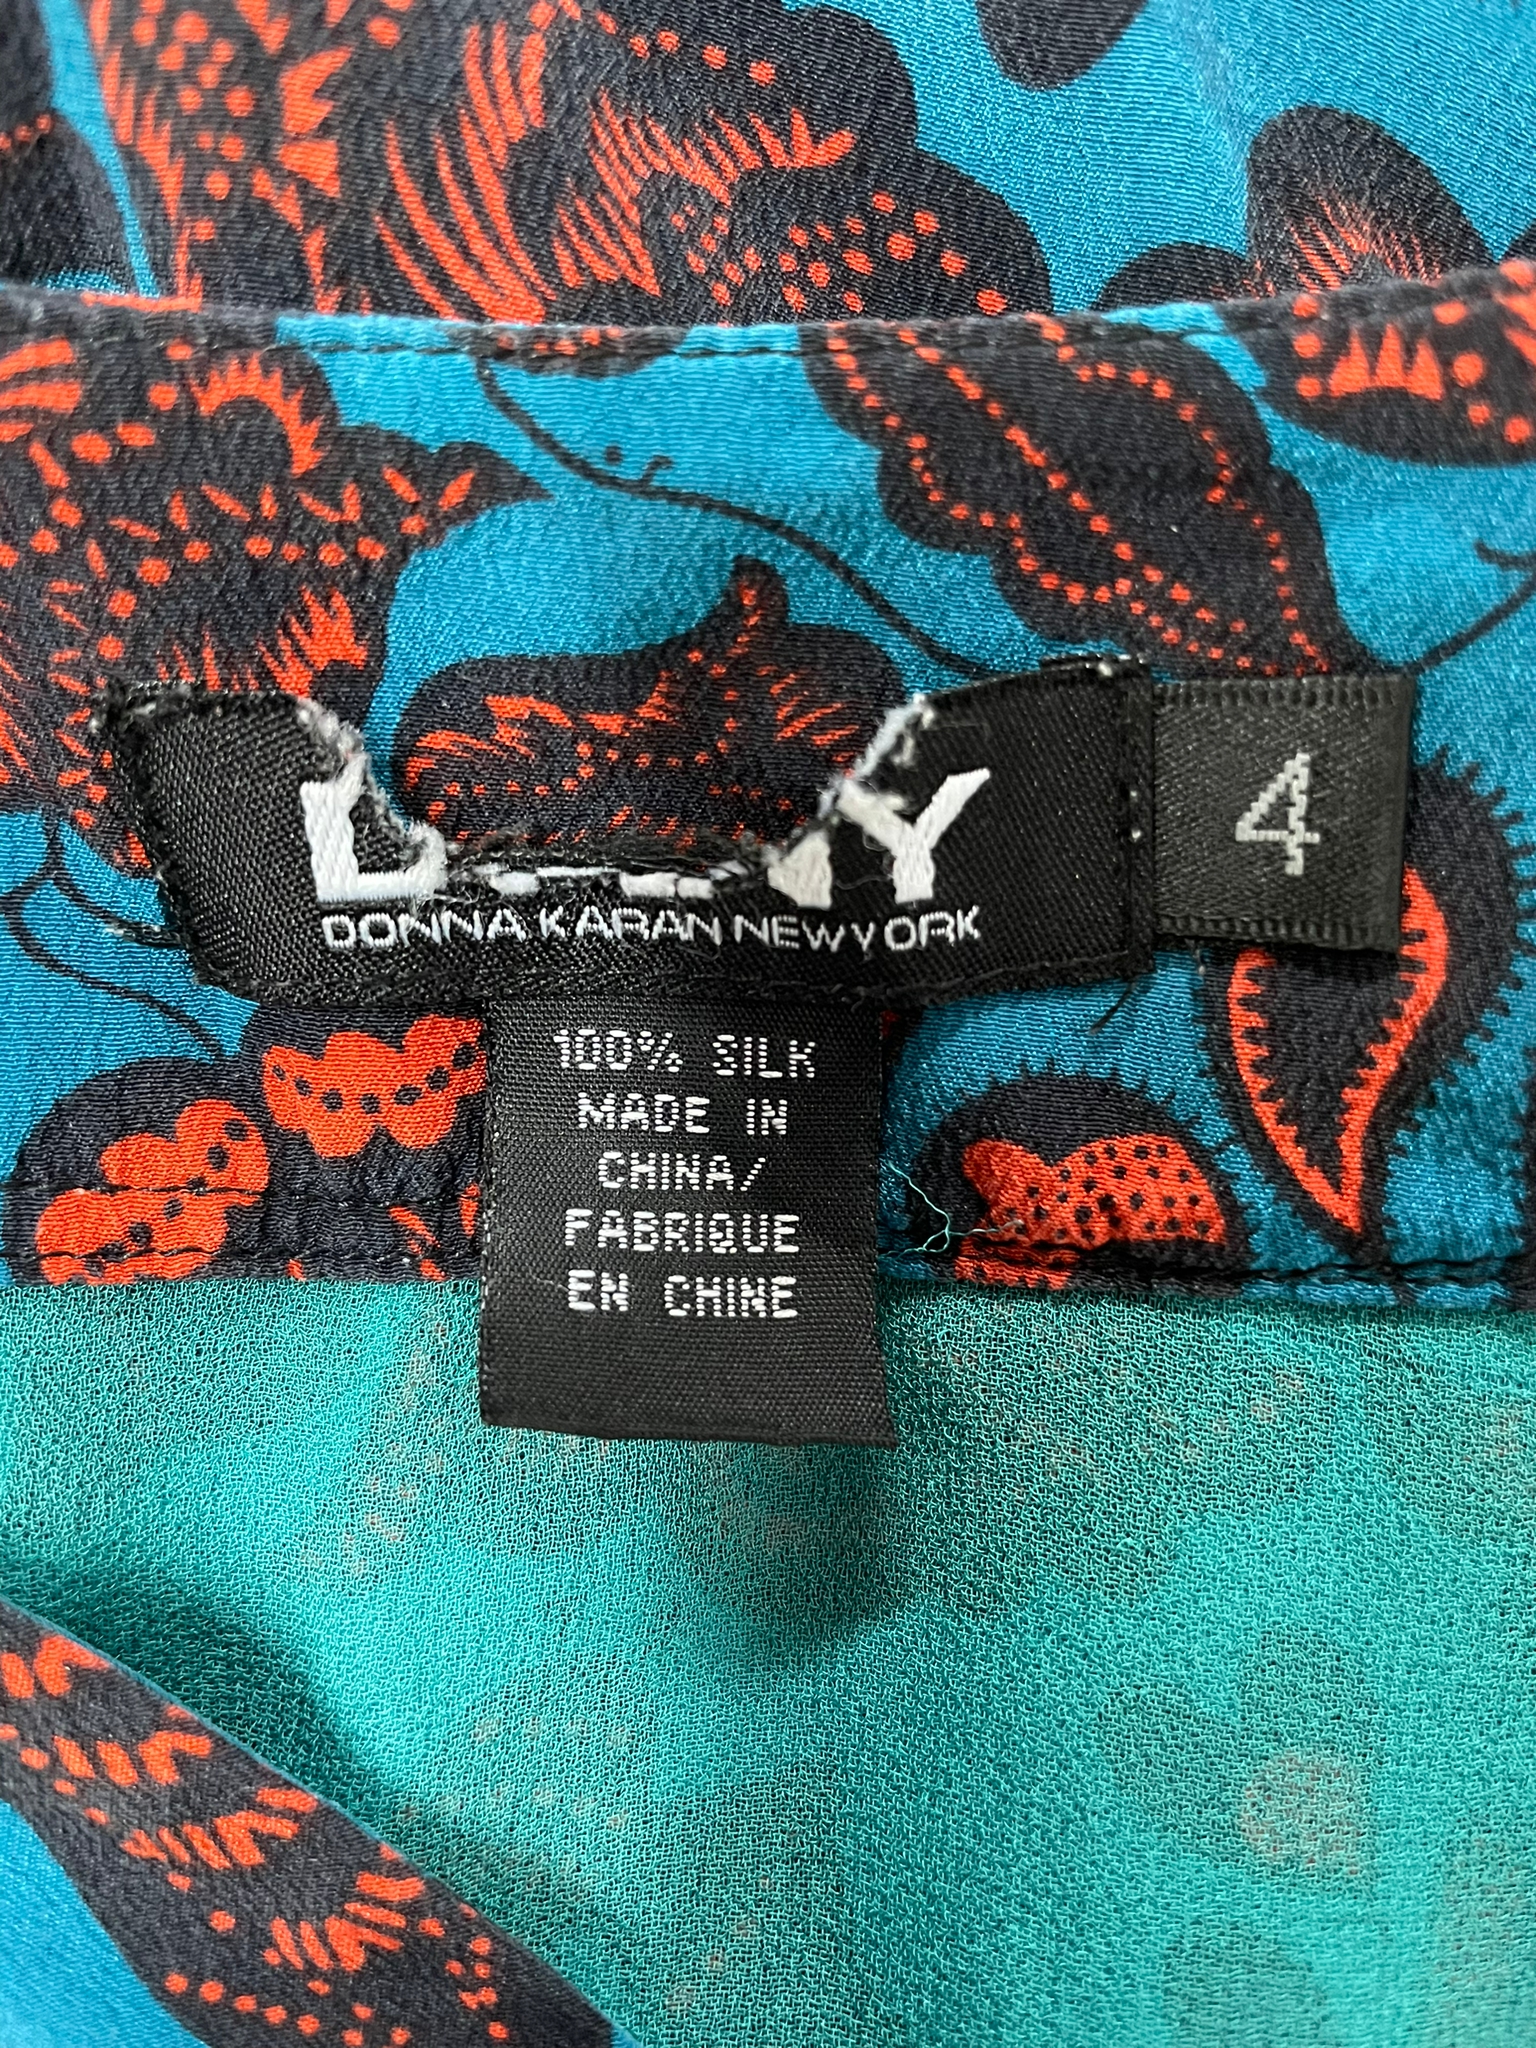 D Y
DONNA KARAN NEW YORK
4
100% SILK
MADE IN
CHINA/
FABRIQUE
EN CHINE